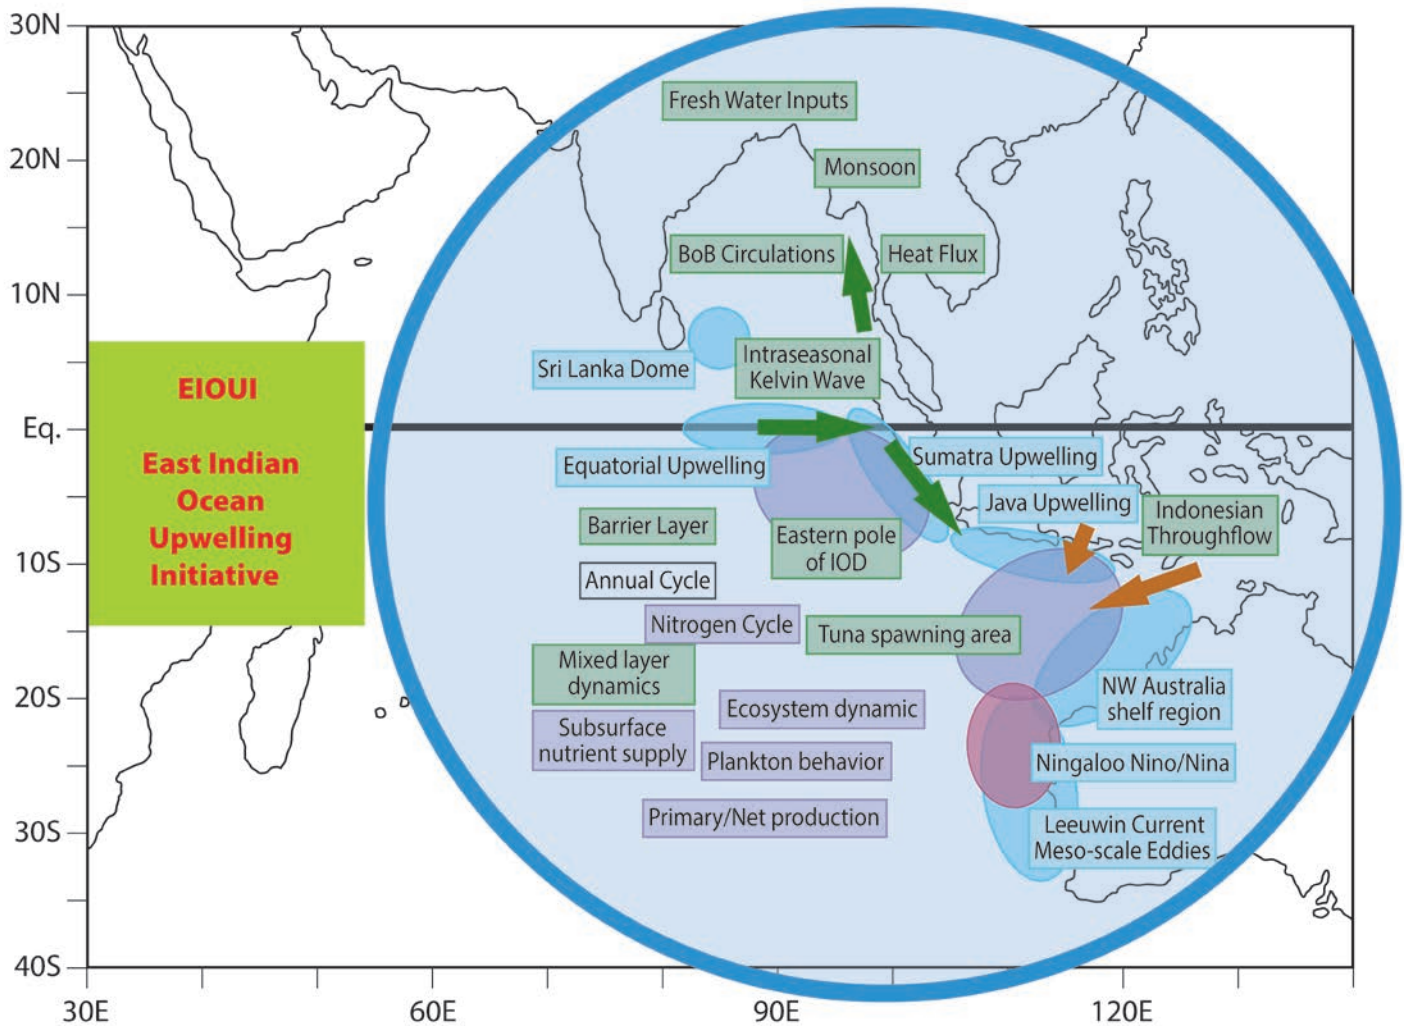 30N
20N
10N
Eq.
10S
20S
30S
40S
30E
60E
90E
120E
EIOUI
East Indian
Ocean
Upwelling
Initiative
Fresh Water Inputs
Monsoon
BoB Circulations
Heat Flux
Sri Lanka Dome
Intraseasonal
Kelvin Wave
Equatorial Upwelling
Sumatra Upwelling
Java Upwelling
Indonesian
Throughflow
Barrier Layer
Eastern pole
of IOD
Annual Cycle
Nitrogen Cycle
Tuna spawning area
Mixed layer
dynamics
Subsurface
nutrient supply
Ecosystem dynamic
Plankton behavior
Primary/Net production
NW Australia
shelf region
Ningaloo Nino/Nina
Leeuwin Current
Meso-scale Eddies